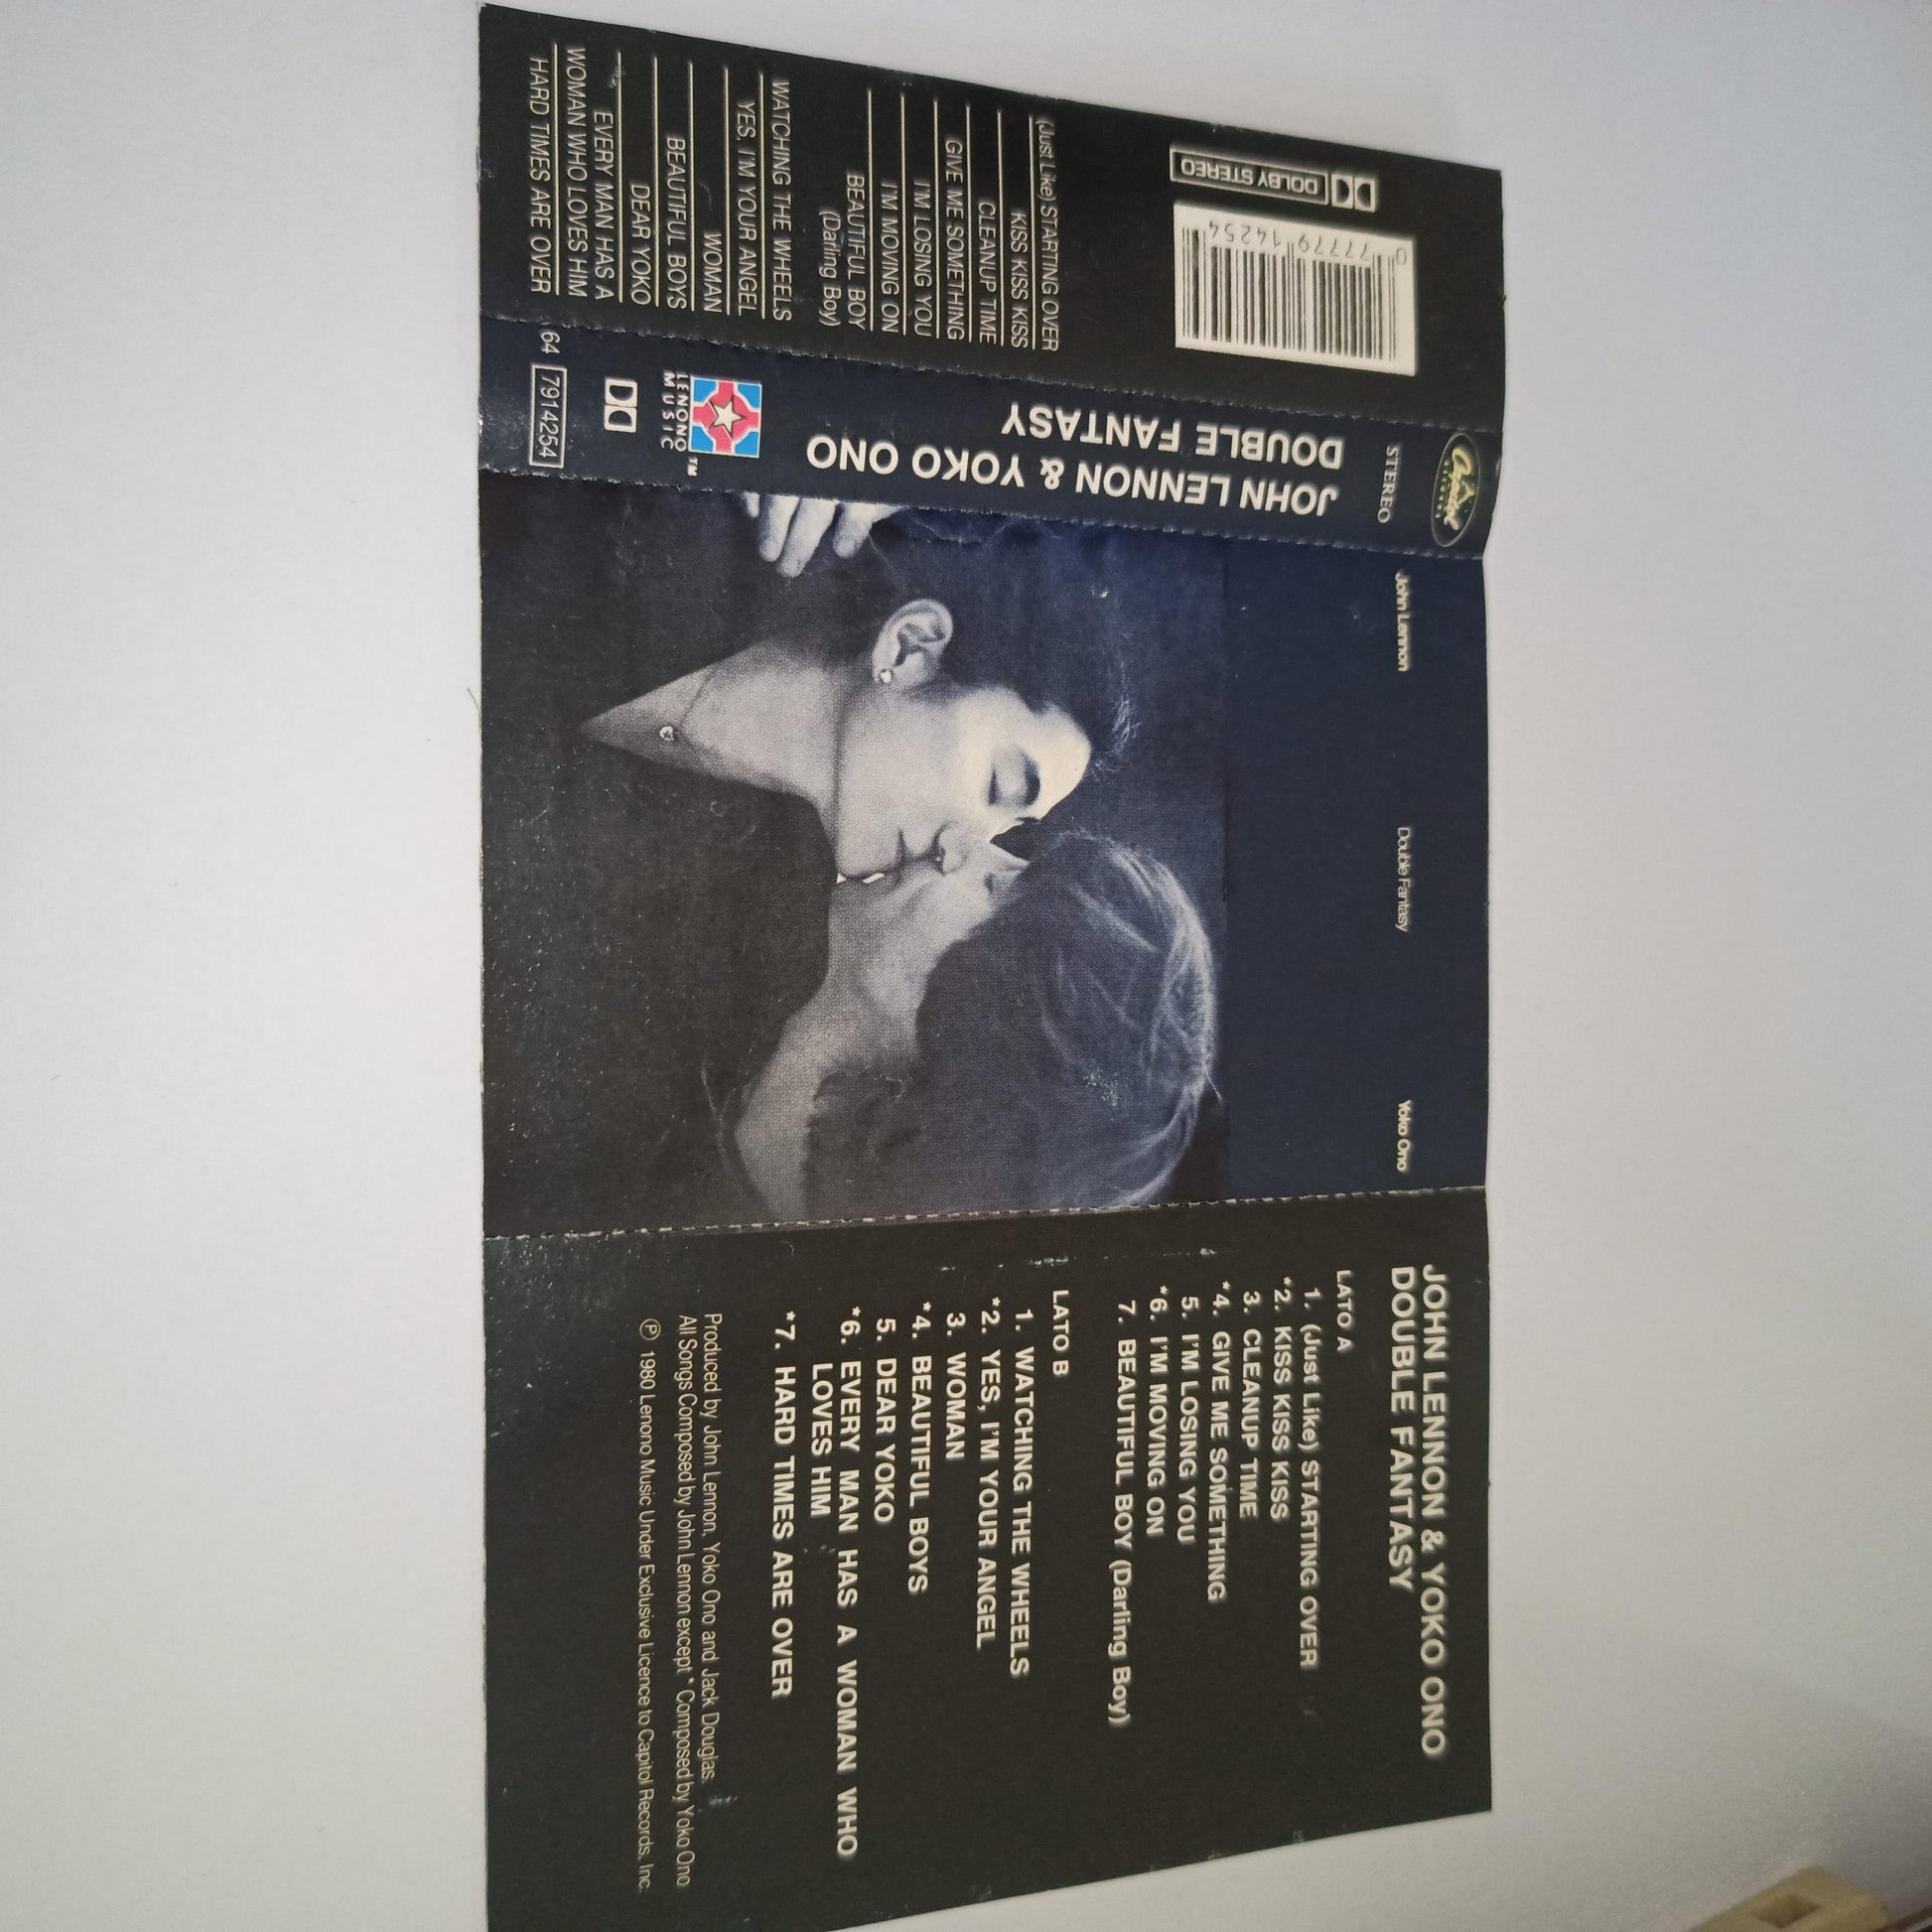 DOLBY STEREO
0 77779 14254
(Just Like) STARTING OVER
KISS KISS KISS
CLEANUP TIME
GIVE ME SOMETHING
I'M LOSING YOU
I'M MOVING ON
BEAUTIFUL BOY
(Darling Boy)
WATCHING THE WHEELS
YES, I'M YOUR ANGEL
WOMAN
BEAUTIFUL BOYS
DEAR YOKO
EVERY MAN HAS A
WOMAN WHO LOVES HIM
HARD TIMES ARE OVER
Capitol
RECORDS
STEREO
JOHN LENNON & YOKO ONO
DOUBLE FANTASY
LENONO
MUSIC
TM
64 7914254
John Lennon Double Fantasy Yoko Ono
JOHN LENNON & YOKO ONO
DOUBLE FANTASY
LATO A
1. (Just Like) STARTING OVER
*2. KISS KISS KISS
3. CLEANUP TIME
*4. GIVE ME SOMETHING
5. I'M LOSING YOU
*6. I'M MOVING ON
7. BEAUTIFUL BOY (Darling Boy)
LATO B
1. WATCHING THE WHEELS
*2. YES, I'M YOUR ANGEL
3. WOMAN
*4. BEAUTIFUL BOYS
5. DEAR YOKO
*6. EVERY MAN HAS A WOMAN WHO
LOVES HIM
*7. HARD TIMES ARE OVER
Produced by John Lennon, Yoko Ono and Jack Douglas.
All Songs Composed by John Lennon except * Composed by Yoko Ono
℗ 1980 Lenono Music Under Exclusive Licence to Capitol Records, Inc.